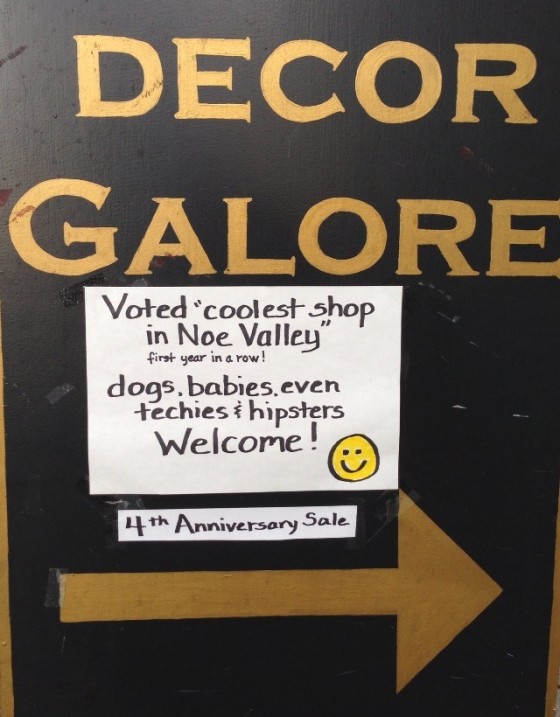 DECOR
GALORE
Voted "coolest shop
in Noe Valley"
first year in a row!
dogs, babies, even
techies & hipsters
Welcome!
4th Anniversary Sale